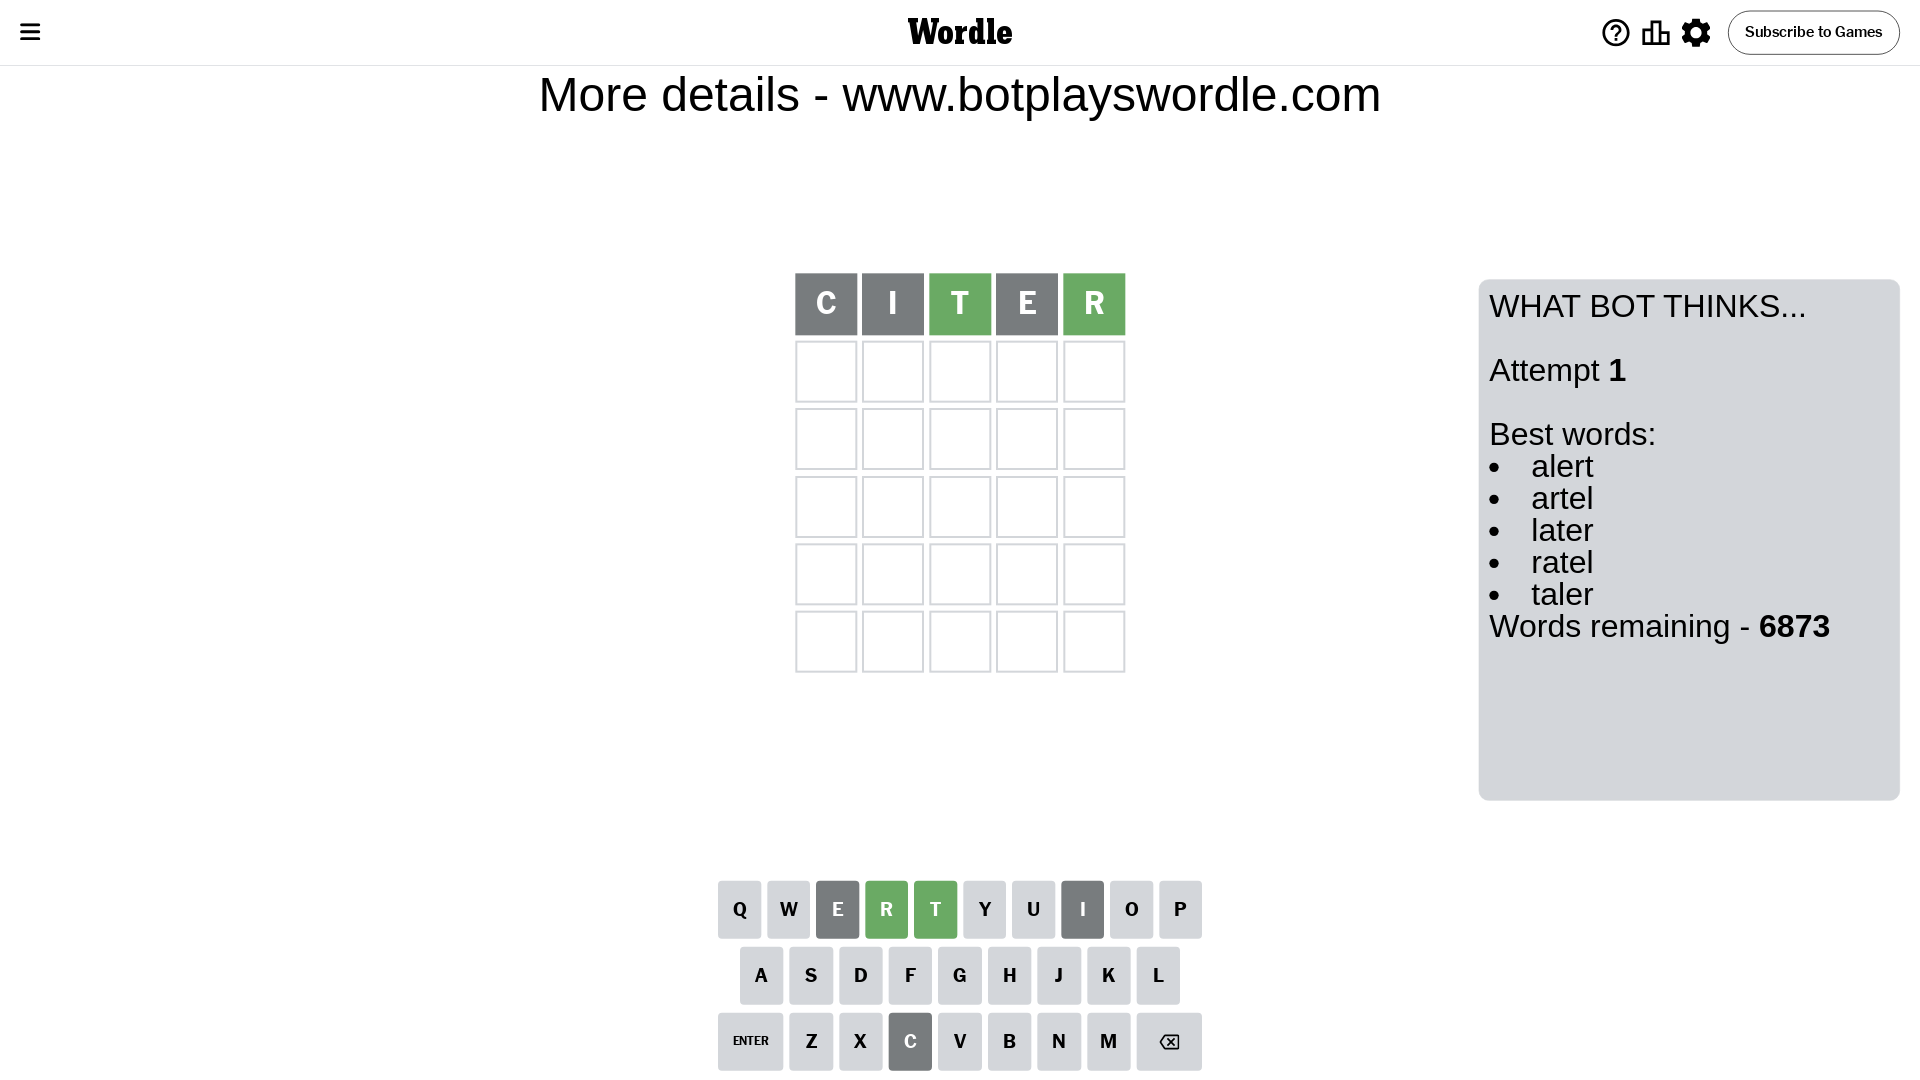 Wordle
Subscribe to Games
More details - www.botplayswordle.com
C I T E R
WHAT BOT THINKS...
Attempt 1
Best words:
• alert
• artel
• later
• ratel
• taler
Words remaining - 6873
Q W E R T Y U I O P
A S D F G H J K L
ENTER Z X C V B N M